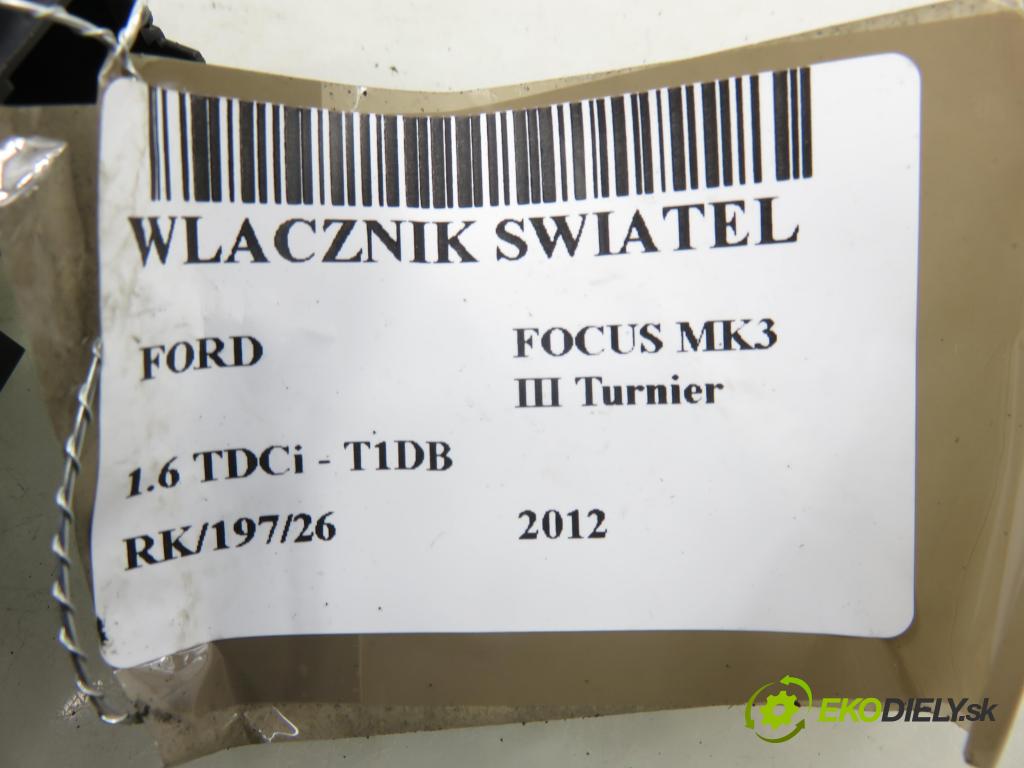 WLACZNIK SWIATEL
FORD
FOCUS MK3
III Turnier
1.6 TDCi - T1DB
RK/197/26
2012
EKODIELY.sk